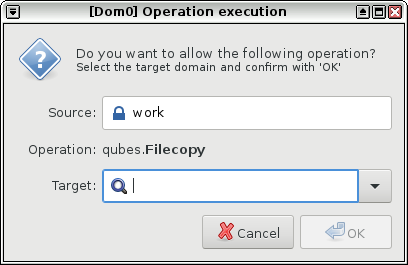 [Dom0] Operation execution
Do you want to allow the following operation?
Select the target domain and confirm with 'OK'
Source: work
Operation: qubes.Filecopy
Target:
Cancel OK